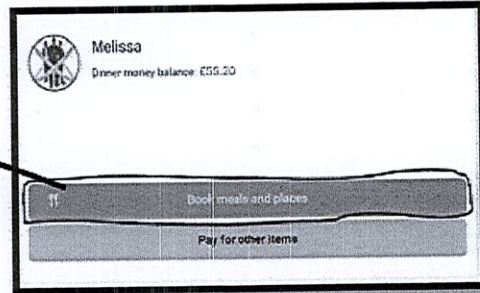 Melissa
Dinner money balance: £55.20
Book meals and places
Pay for other items